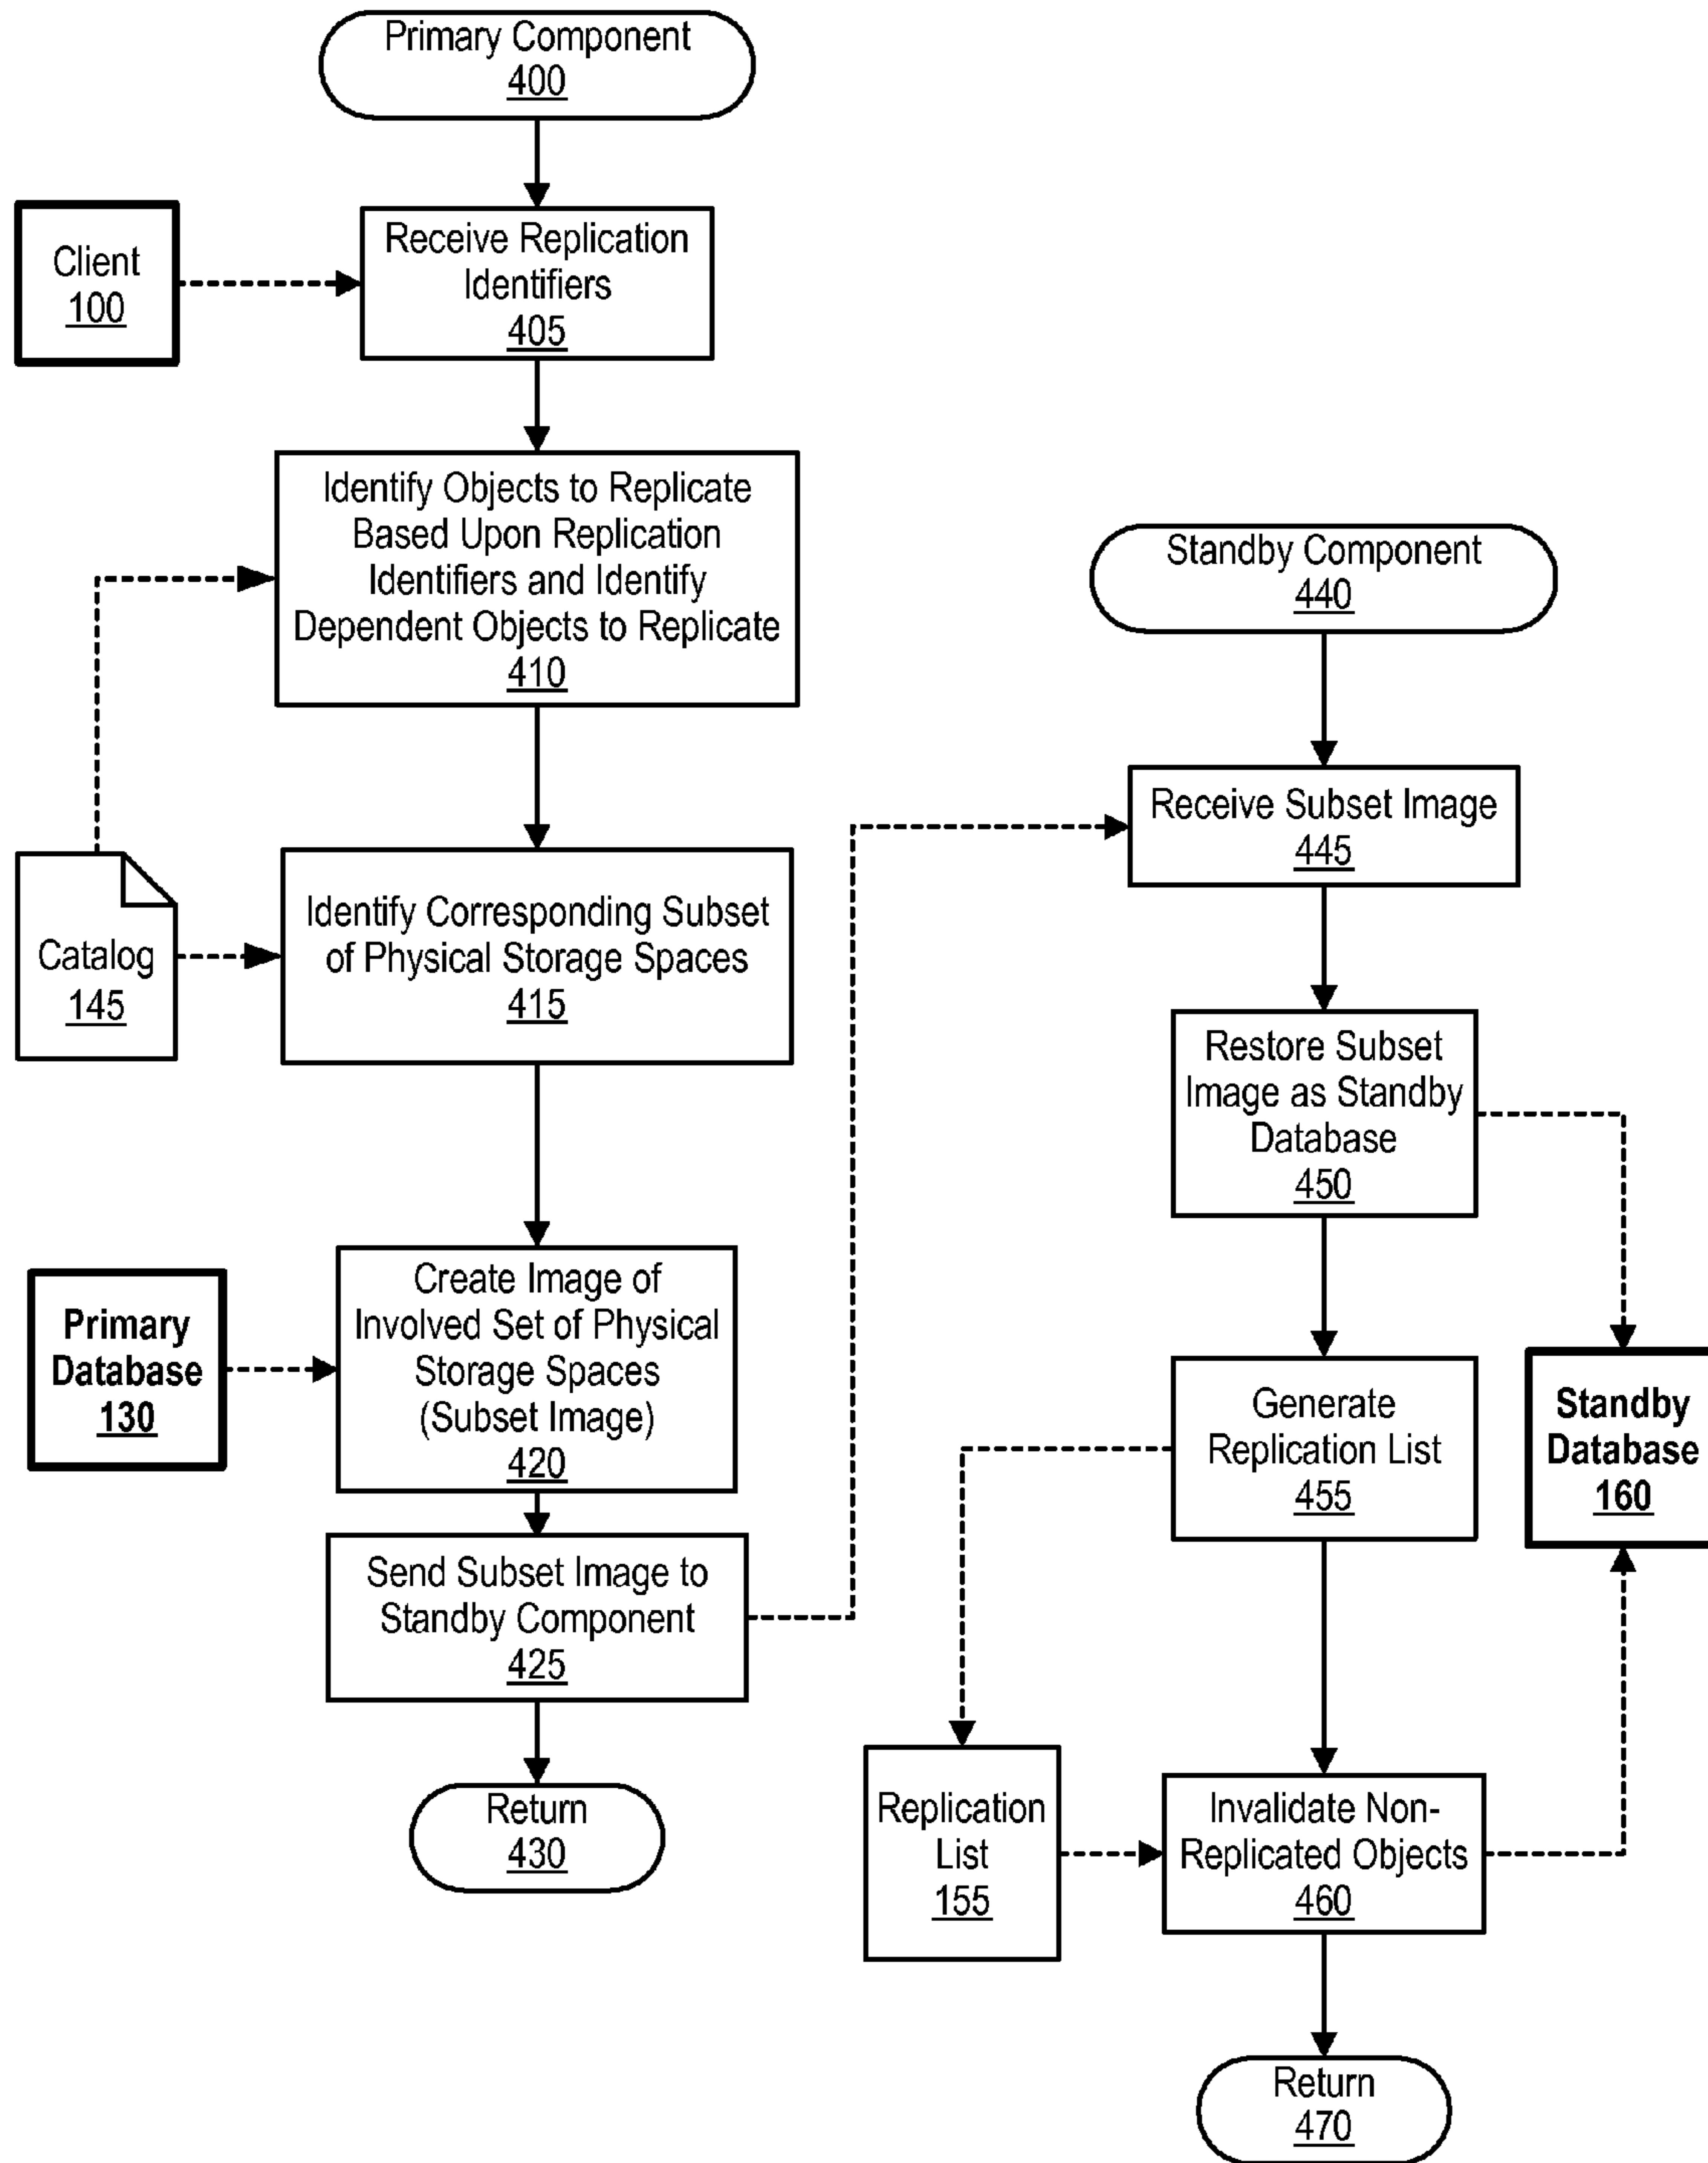 Primary Component
400
Client
100
Receive Replication
Identifiers
405
Identify Objects to Replicate
Based Upon Replication
Identifiers and Identify
Dependent Objects to Replicate
410
Catalog
145
Identify Corresponding Subset
of Physical Storage Spaces
415
Primary
Database
130
Create Image of
Involved Set of Physical
Storage Spaces
(Subset Image)
420
Send Subset Image to
Standby Component
425
Return
430
Standby Component
440
Receive Subset Image
445
Restore Subset
Image as Standby
Database
450
Generate
Replication List
455
Standby
Database
160
Replication
List
155
Invalidate Non-
Replicated Objects
460
Return
470